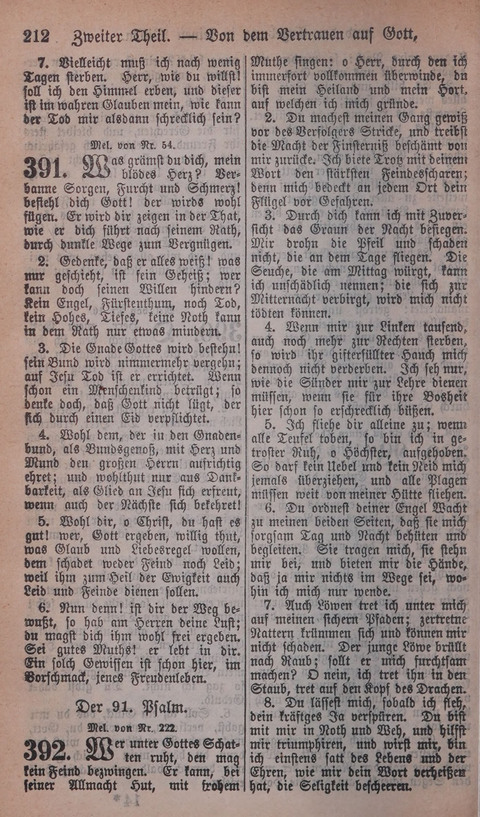 212 Zweiter Theil. — Von dem Vertrauen auf Gott,
7. Vielleicht muß ich nach wenig
Tagen sterben. Herr, wie du willst!
soll ich den Himmel erben, und dieser
ist im wahren Glauben mein, wie kann
der Tod mir alsdann schrecklich sein?
Mel. von Nr. 54.
391. Was grämst du dich, mein
blödes Herz? Ver-
banne Sorgen, Furcht und Schmerz!
befiehl dich Gott! der wirds wohl
fügen. Er wird dir zeigen in der That,
wie er dich führt nach seinem Rath,
durch dunkle Wege zum Vergnügen.
2. Gedenke, daß er alles weiß! was
nur geschieht, ist sein Geheiß; wer
kann doch seinen Willen hindern?
Kein Engel, Fürstenthum, noch Tod,
kein Hohes, Tiefes, keine Noth kann
in dem Rath nur etwas mindern.
3. Die Gnade Gottes wird bestehn!
sein Bund wird nimmermehr vergehn;
auf Jesu Tod ist er errichtet. Wenn
schon ein Menschenkind betrügt; so
denke doch, daß Gott nicht lügt, der
sich durch einen Eid verpflichtet.
4. Wohl dem, der in den Gnaden-
bund, als Bundsgenoß, mit Herz und
Mund den großen Herren aufrichtig
ehret; und wohlthut nur aus Dank-
barkeit, als Glied an Jesu sich erfreut,
wenn auch der Nächste sich bekehret!
5. Wohl dir, o Christ, du hast es
gut! wer, Gott ergeben, willig thut,
was Glaub und Liebesregel wollen,
dem schadet weder Feind noch Leid;
weil ihm zum Heil der Ewigkeit auch
Leid und Feinde dienen sollen.
6. Nun denn! ist dir der Weg be-
wußt, so hab am Herren deine Lust;
du magst dich ihm wohl frei ergeben.
Sei gutes Muths! er lebt in dir.
Ein solch Gewissen ist schon hier, im
Vorschmack, jenes Freudenleben.
Der 91. Psalm.
Mel. von Nr. 222.
392. Wer unter Gottes Schat-
ten ruht, den mag
kein Feind bezwingen. Er kann, bei
seiner Allmacht Hut, mit frohem
Muthe singen: o Herr, durch den ich
immerfort vollkommen überwinde, du
bist mein Heiland und mein Hort,
auf welchen ich mich gründe.
2. Du machest meinen Gang gewiß
vor des Verfolgers Stricke, und treibst
die Macht der Finsterniß beschämt von
mir zurücke. Ich biete Trotz mit deinem
Wort den stärksten Feindesscharen;
denn mich bedeckt an jedem Ort dein
Flügel vor Gefahren.
3. Durch dich kann ich mit Zuver-
sicht das Graun der Nacht besiegen.
Mir drohn die Pfeil und schaden
nicht, die an dem Tage fliegen. Die
Seuche, die am Mittag würgt, kann
ich unschädlich nennen; die sich zur
Mitternacht verbirgt, wird mich nicht
tödten können.
4. Wenn mir zur Linken tausend,
auch noch mehr zur Rechten sterben,
so wird ihr gifterfüllter Hauch mich
dennoch nicht verderben. Ich seh nur,
wie die Sünder mir zur Lehre dienen
müssen, wenn sie für ihre Bosheit
hier schon so erschrecklich büßen.
5. Ich fliehe dir alleine zu; wenn
alle Teufel toben, so bin ich in ge-
troster Ruh, o Höchster, aufgehoben.
So darf kein Uebel und kein Neid mich
jemals überziehen, und alle Plagen
müssen weit von meiner Hütte fliehen.
6. Du ordnest deiner Engel Wacht
zu meinen beiden Seiten, daß sie mich
sorgsam Tag und Nacht behüten und
begleiten. Sie tragen mich, sie stehn
mir bei, und bieten mir die Hände,
daß ja mir nichts im Wege sei, wo-
hin ich mich nur wende.
7. Auch Löwen tret ich unter mich
auf meinen sichern Pfaden; zertretne
Nattern krümmen sich und können mir
nicht schaden. Der junge Löwe brüllt
nach Raub; sollt er mich furchtsam
machen? O nein, ich tret ihn in den
Staub, tret auf den Kopf des Drachen.
8. Du lässest mich, sobald ich fleh,
dein kräftges Ja verspüren. Du bist
mit mir in Noth und Weh, und hilfst
mir triumphiren, und wirst mir, bin
ich einstens satt des Lebens und der
Ehren, wie mir dein Wort verheißen
hat, die Seligkeit bescheeren.